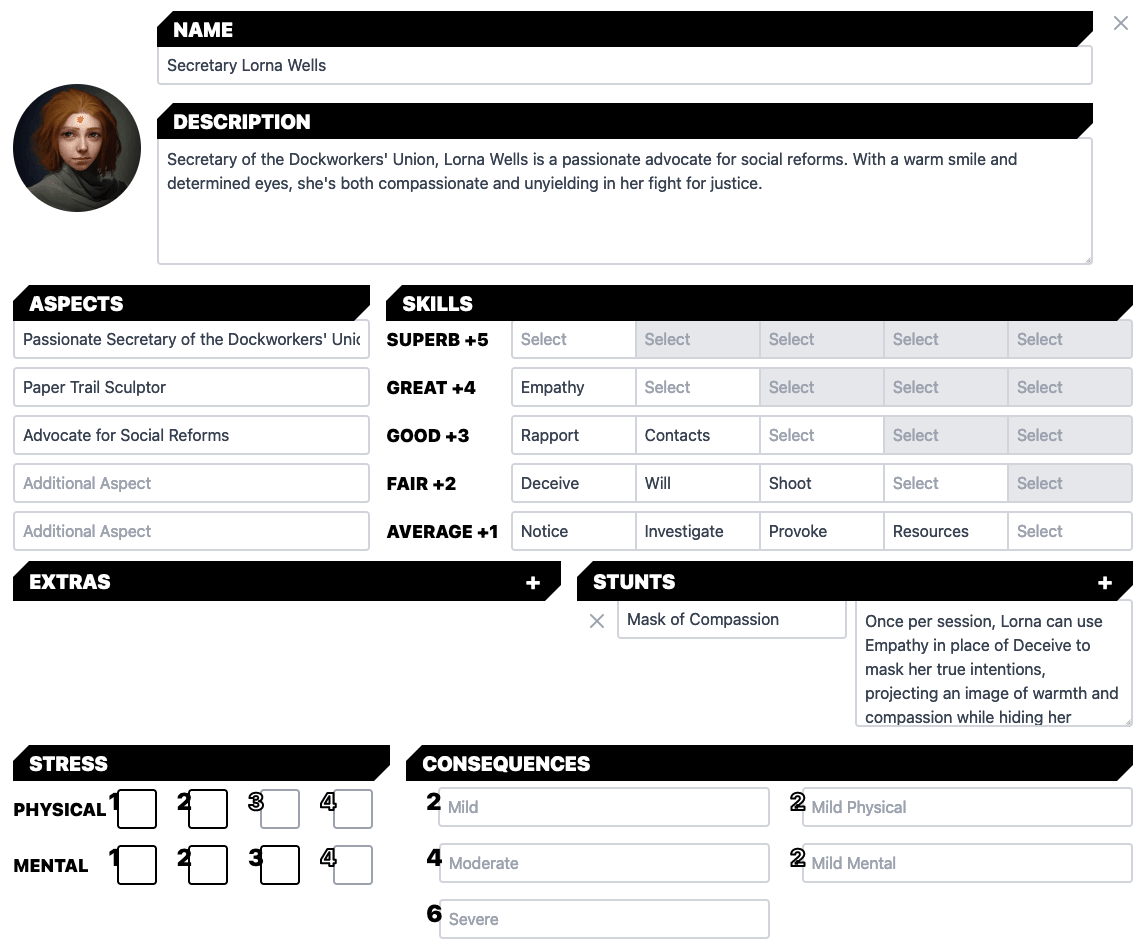 NAME
Secretary Lorna Wells
DESCRIPTION
Secretary of the Dockworkers' Union, Lorna Wells is a passionate advocate for social reforms. With a warm smile and
determined eyes, she's both compassionate and unyielding in her fight for justice.
ASPECTS
Passionate Secretary of the Dockworkers'
Paper Trail Sculptor
Advocate for Social Reforms
Additional Aspect
Additional Aspect
SKILLS
SUPERB +5 Select Select Select Select Select
GREAT +4 Empathy Select Select Select Select
GOOD +3 Rapport Contacts Select Select Select
FAIR +2 Deceive Will Shoot Select Select
AVERAGE +1 Notice Investigate Provoke Resources Select
EXTRAS +
STUNTS +
Mask of Compassion
Once per session, Lorna can use
Empathy in place of Deceive to
mask her true intentions,
projecting an image of warmth and
compassion while hiding her
STRESS
PHYSICAL 1 2 3 4
MENTAL 1 2 3 4
CONSEQUENCES
2 Mild
2 Mild Physical
4 Moderate
2 Mild Mental
6 Severe